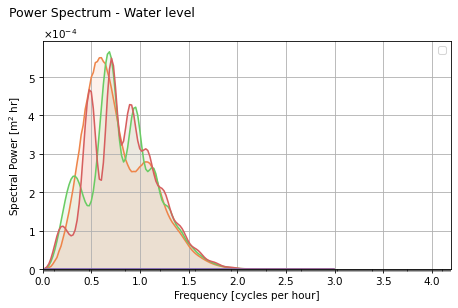 Power Spectrum - Water level
×10⁻⁴
5
4
3
2
1
0
Spectral Power [m² hr]
0.0 0.5 1.0 1.5 2.0 2.5 3.0 3.5 4.0
Frequency [cycles per hour]